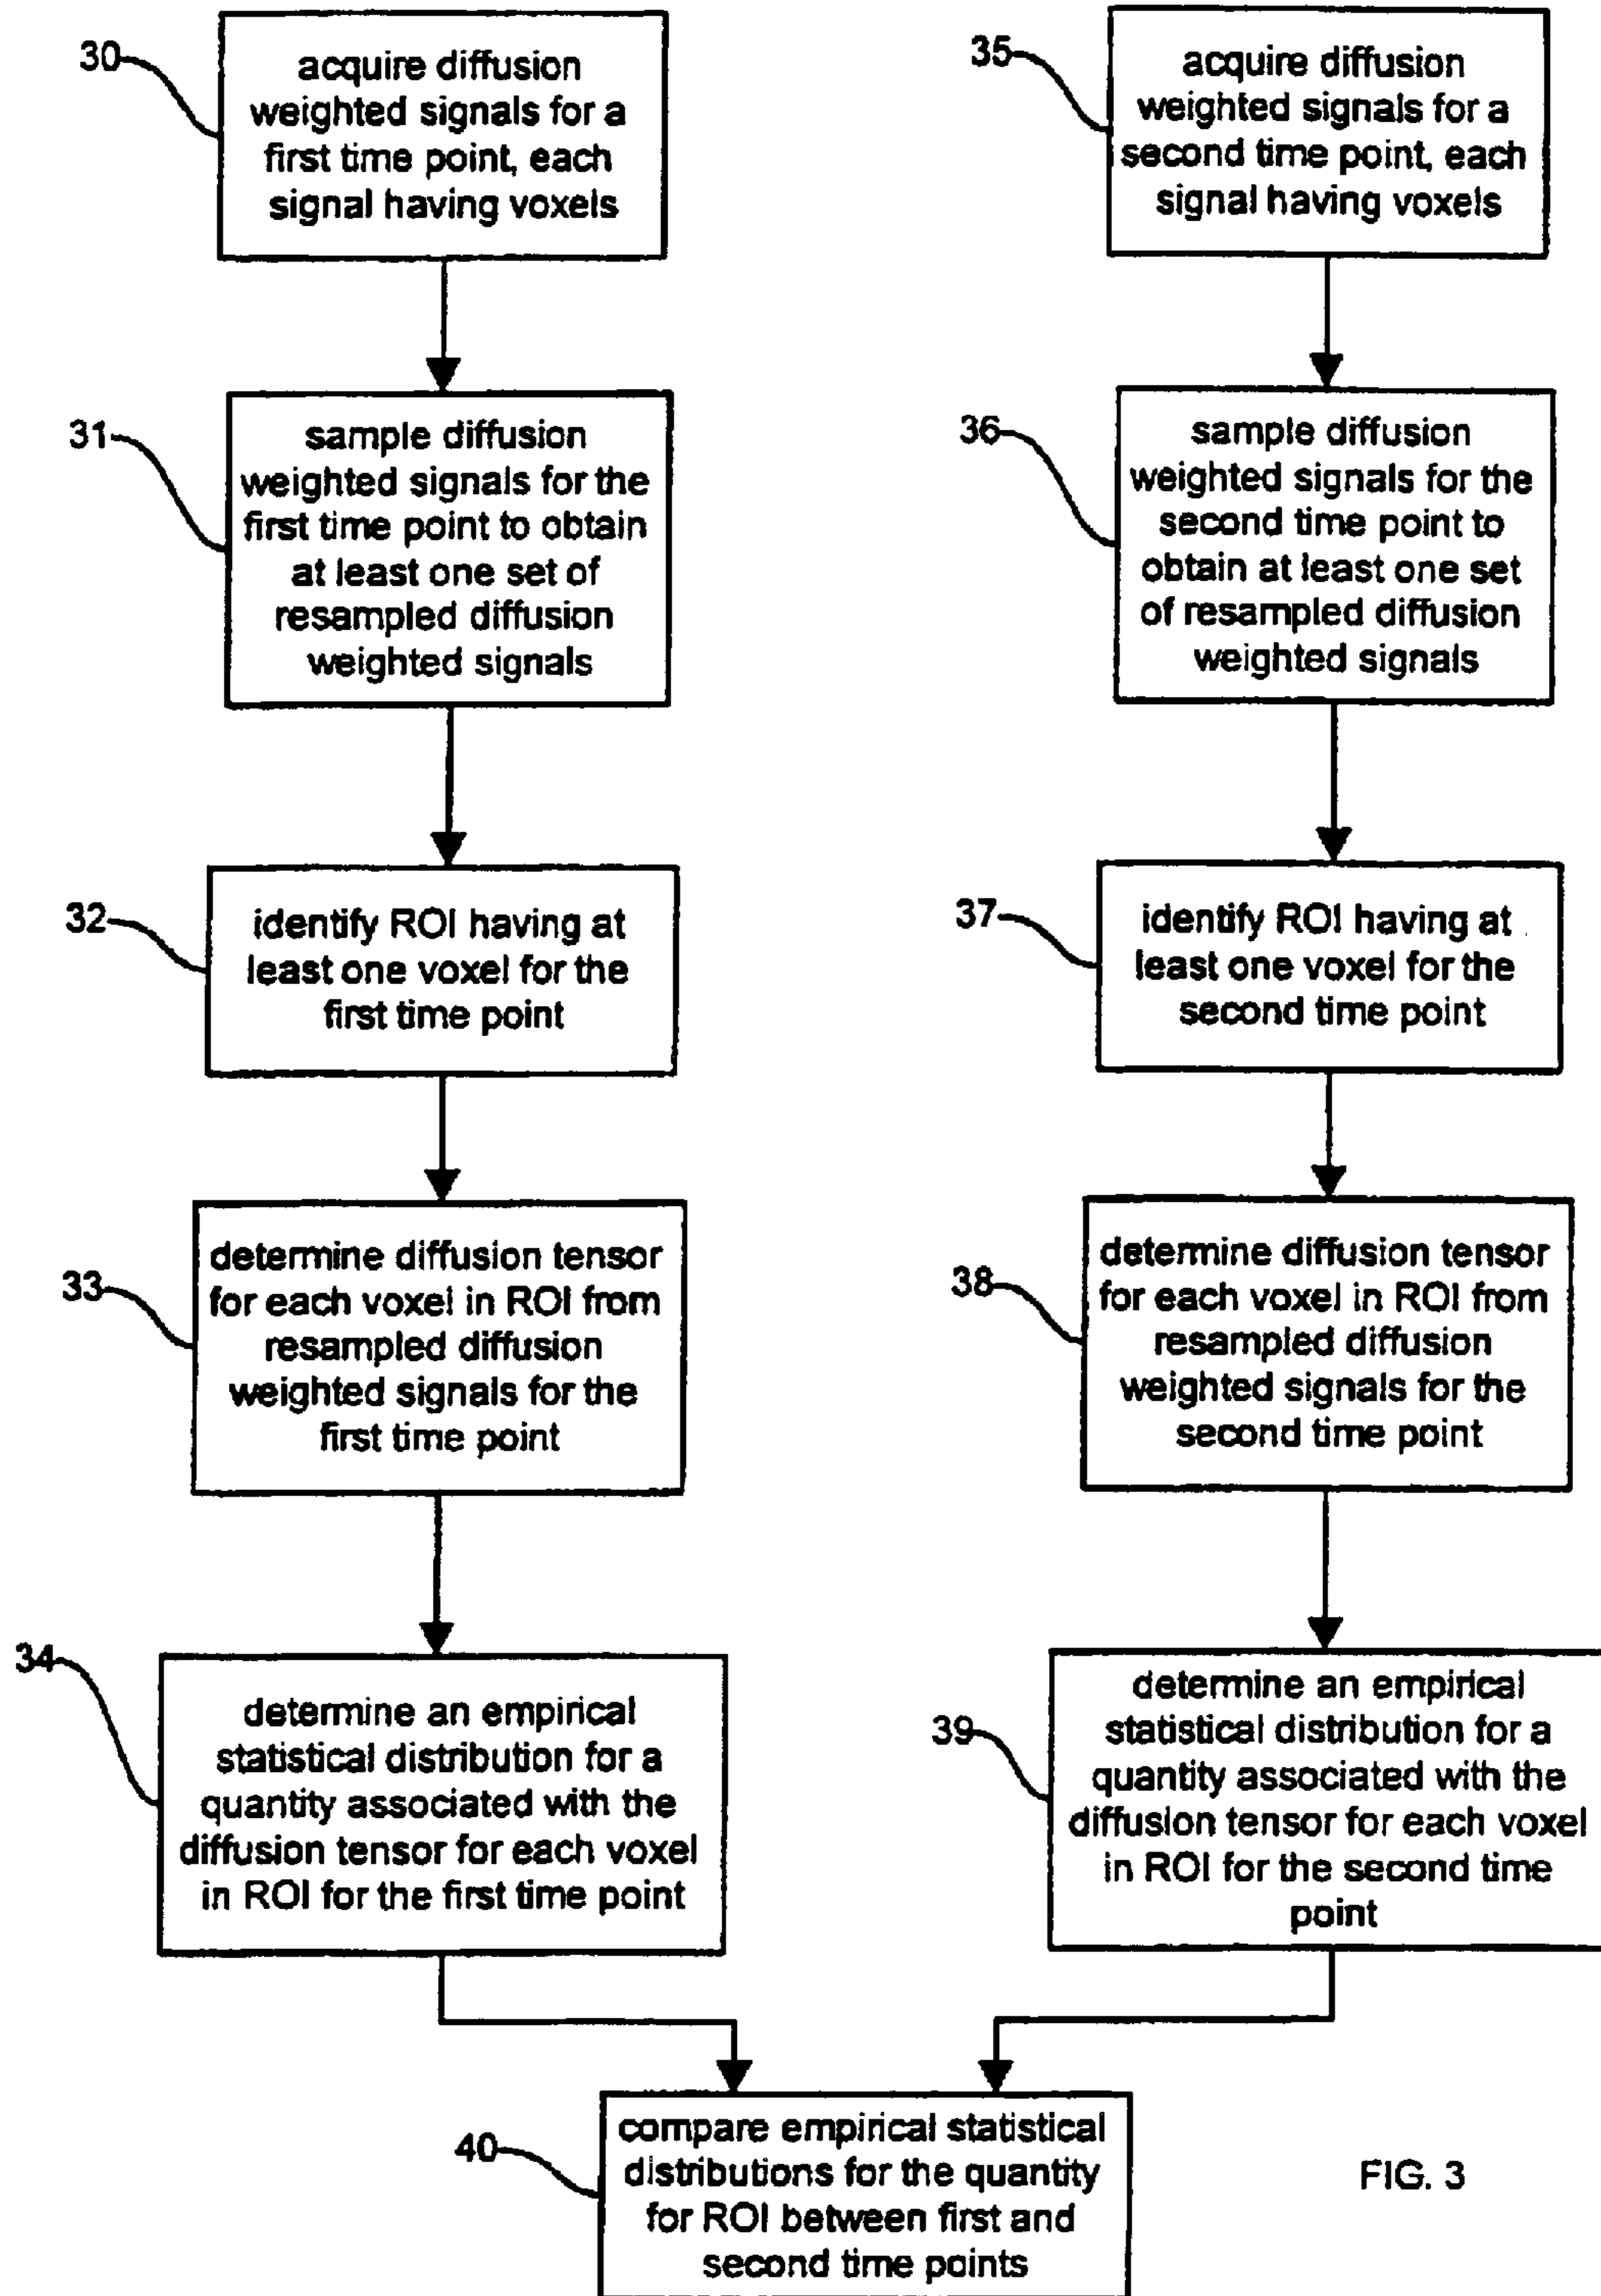 30
acquire diffusion
weighted signals for a
first time point, each
signal having voxels
31
sample diffusion
weighted signals for the
first time point to obtain
at least one set of
resampled diffusion
weighted signals
32
identify ROI having at
least one voxel for the
first time point
33
determine diffusion tensor
for each voxel in ROI from
resampled diffusion
weighted signals for the
first time point
34
determine an empirical
statistical distribution for a
quantity associated with the
diffusion tensor for each voxel
in ROI for the first time point
35
acquire diffusion
weighted signals for a
second time point, each
signal having voxels
36
sample diffusion
weighted signals for the
second time point to
obtain at least one set
of resampled diffusion
weighted signals
37
identify ROI having at
least one voxel for the
second time point
38
determine diffusion tensor
for each voxel in ROI from
resampled diffusion
weighted signals for the
second time point
39
determine an empirical
statistical distribution for a
quantity associated with the
diffusion tensor for each voxel
in ROI for the second time
point
40
compare empirical statistical
distributions for the quantity
for ROI between first and
second time points
FIG. 3